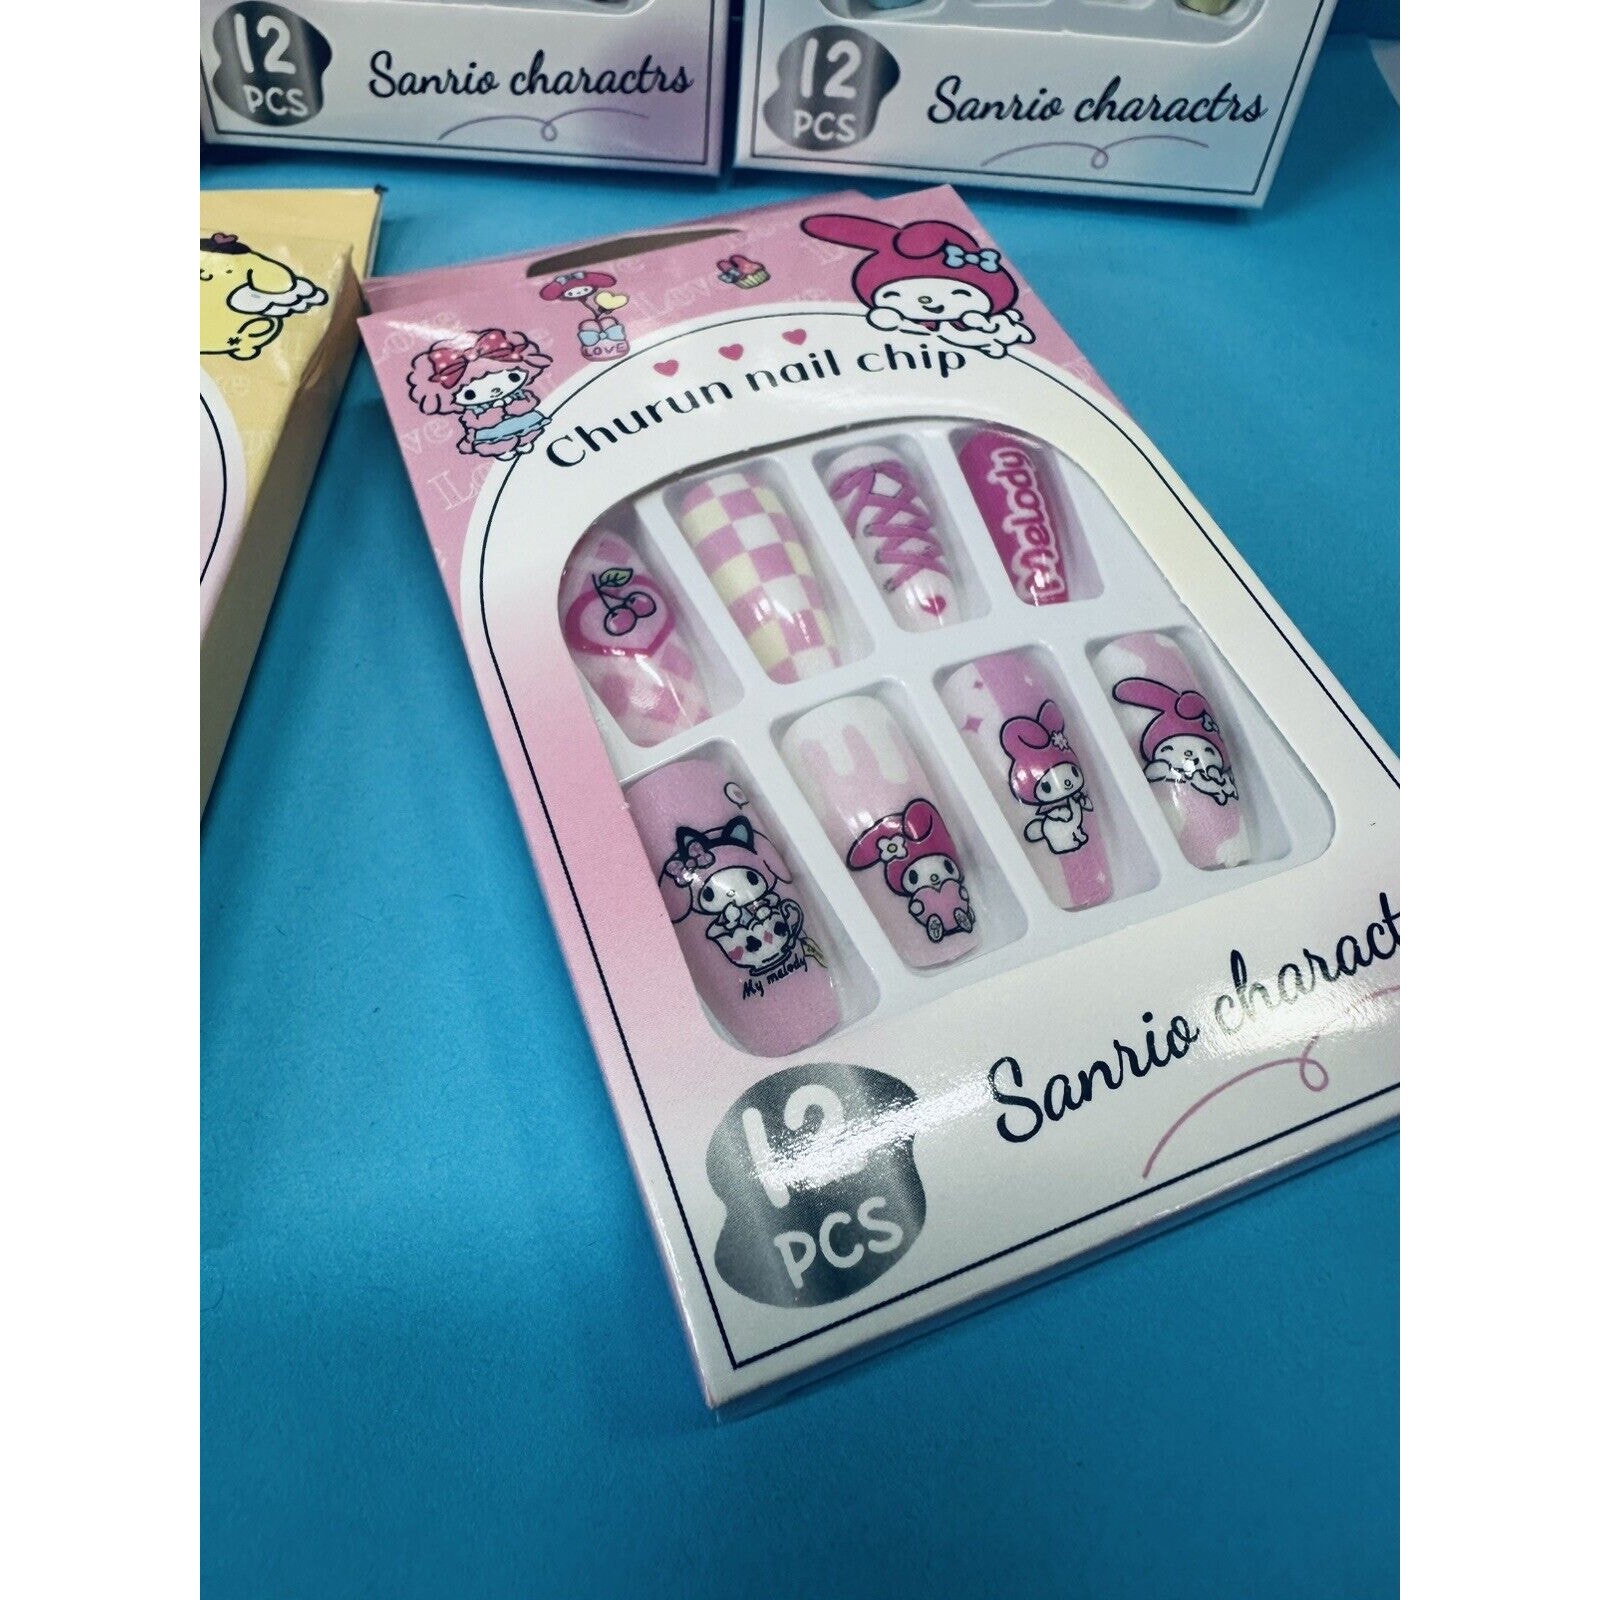 12
PCS
Sanrio charactrs
12
PCS
Sanrio charactrs
LOVE
Churun nail chip
Melody
My melody
Sanrio charact
12
PCS